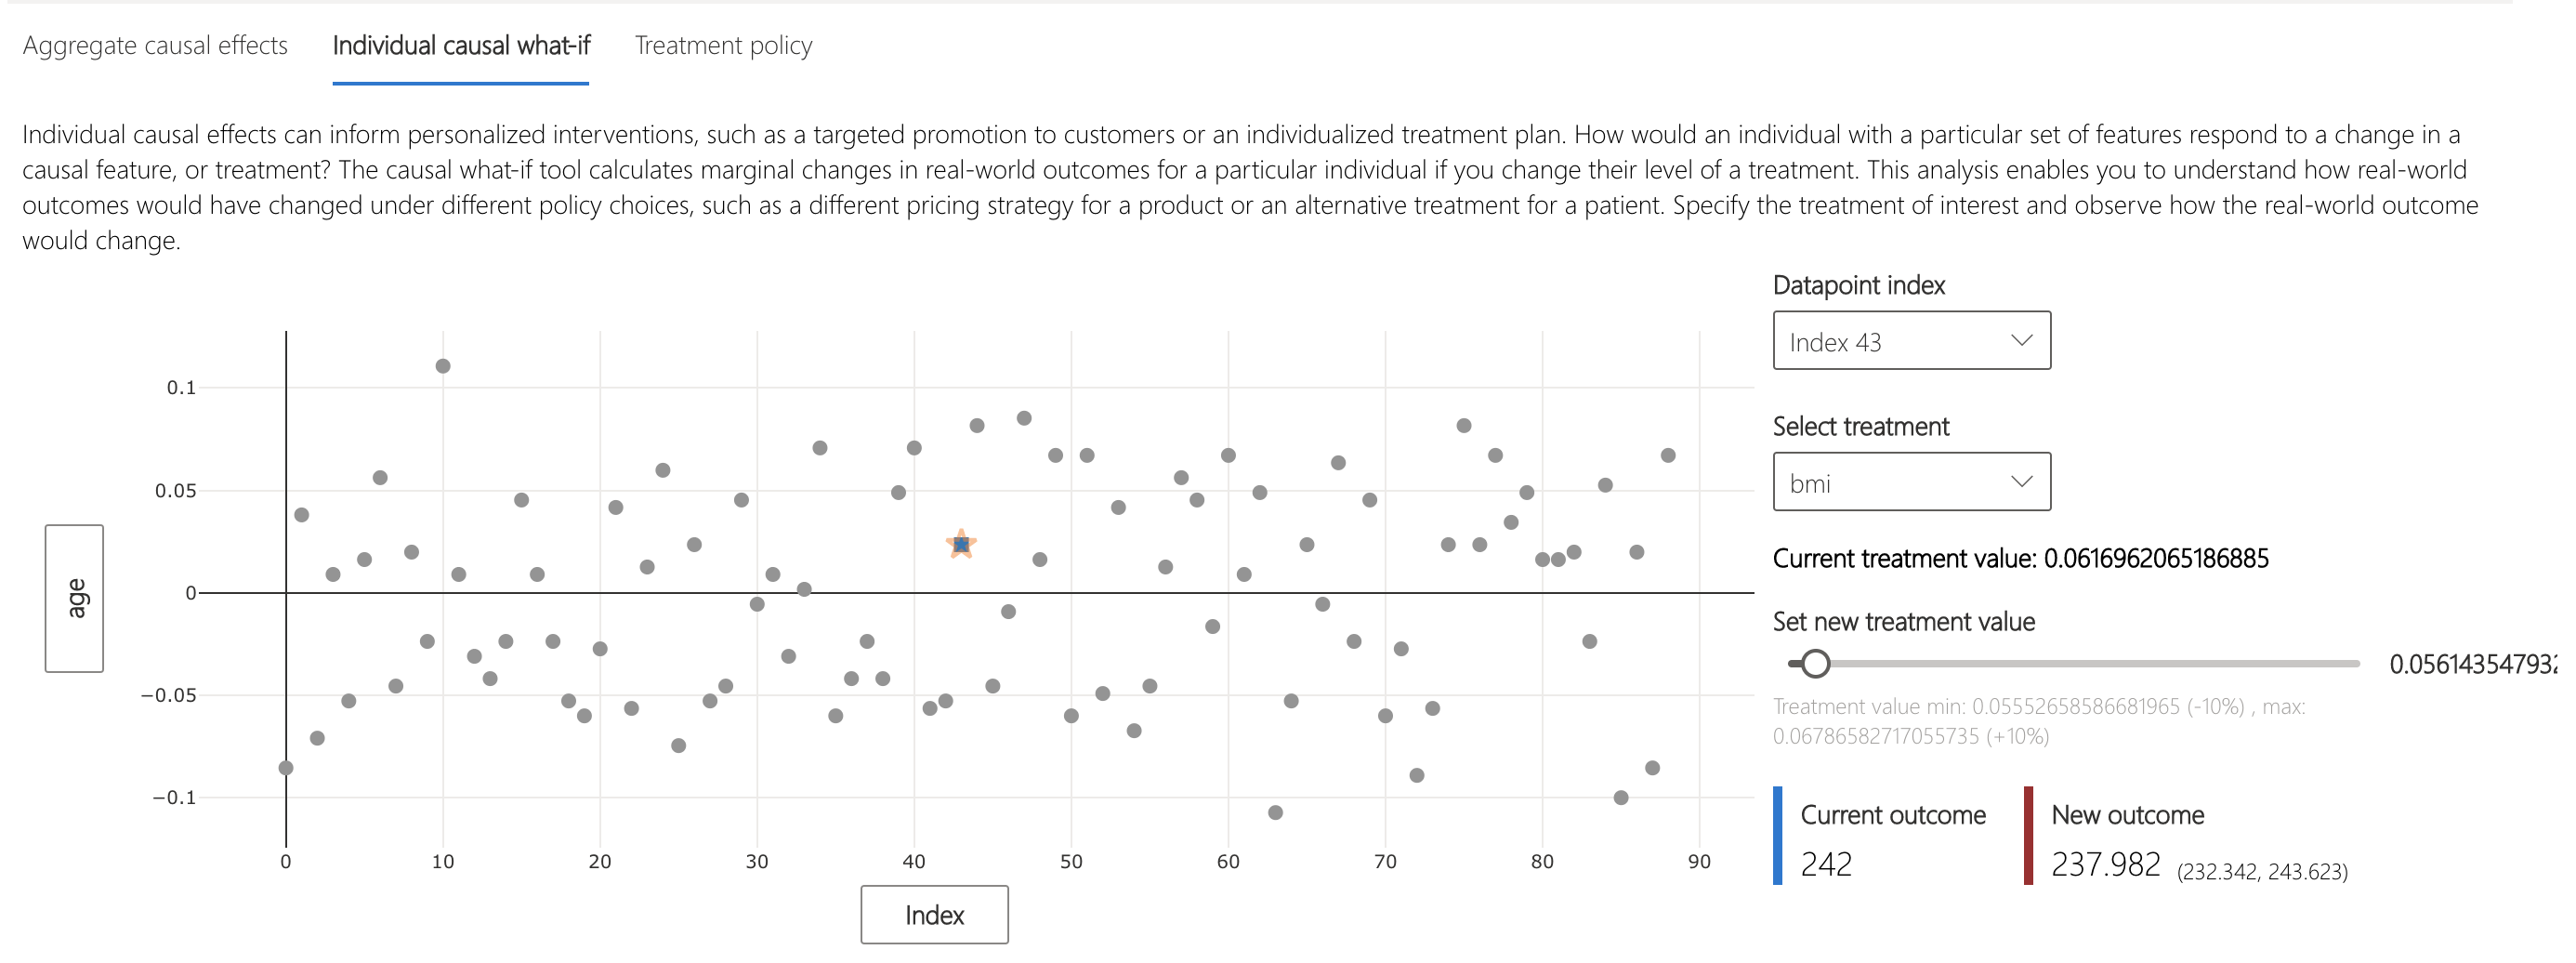 Aggregate causal effects
Individual causal what-if
Treatment policy
Individual causal effects can inform personalized interventions, such as a targeted promotion to customers or an individualized treatment plan. How would an individual with a particular set of features respond to a change in a
causal feature, or treatment? The causal what-if tool calculates marginal changes in real-world outcomes for a particular individual if you change their level of a treatment. This analysis enables you to understand how real-world
outcomes would have changed under different policy choices, such as a different pricing strategy for a product or an alternative treatment for a patient. Specify the treatment of interest and observe how the real-world outcome
would change.
age
0.1
0.05
0
−0.05
−0.1
0
10
20
30
40
50
60
70
80
90
Index
Datapoint index
Index 43
Select treatment
bmi
Current treatment value: 0.0616962065186885
Set new treatment value
0.05614354793
Treatment value min: 0.05552658586681965 (-10%) , max:
0.06786582717055735 (+10%)
Current outcome
242
New outcome
237.982 (232.342, 243.623)